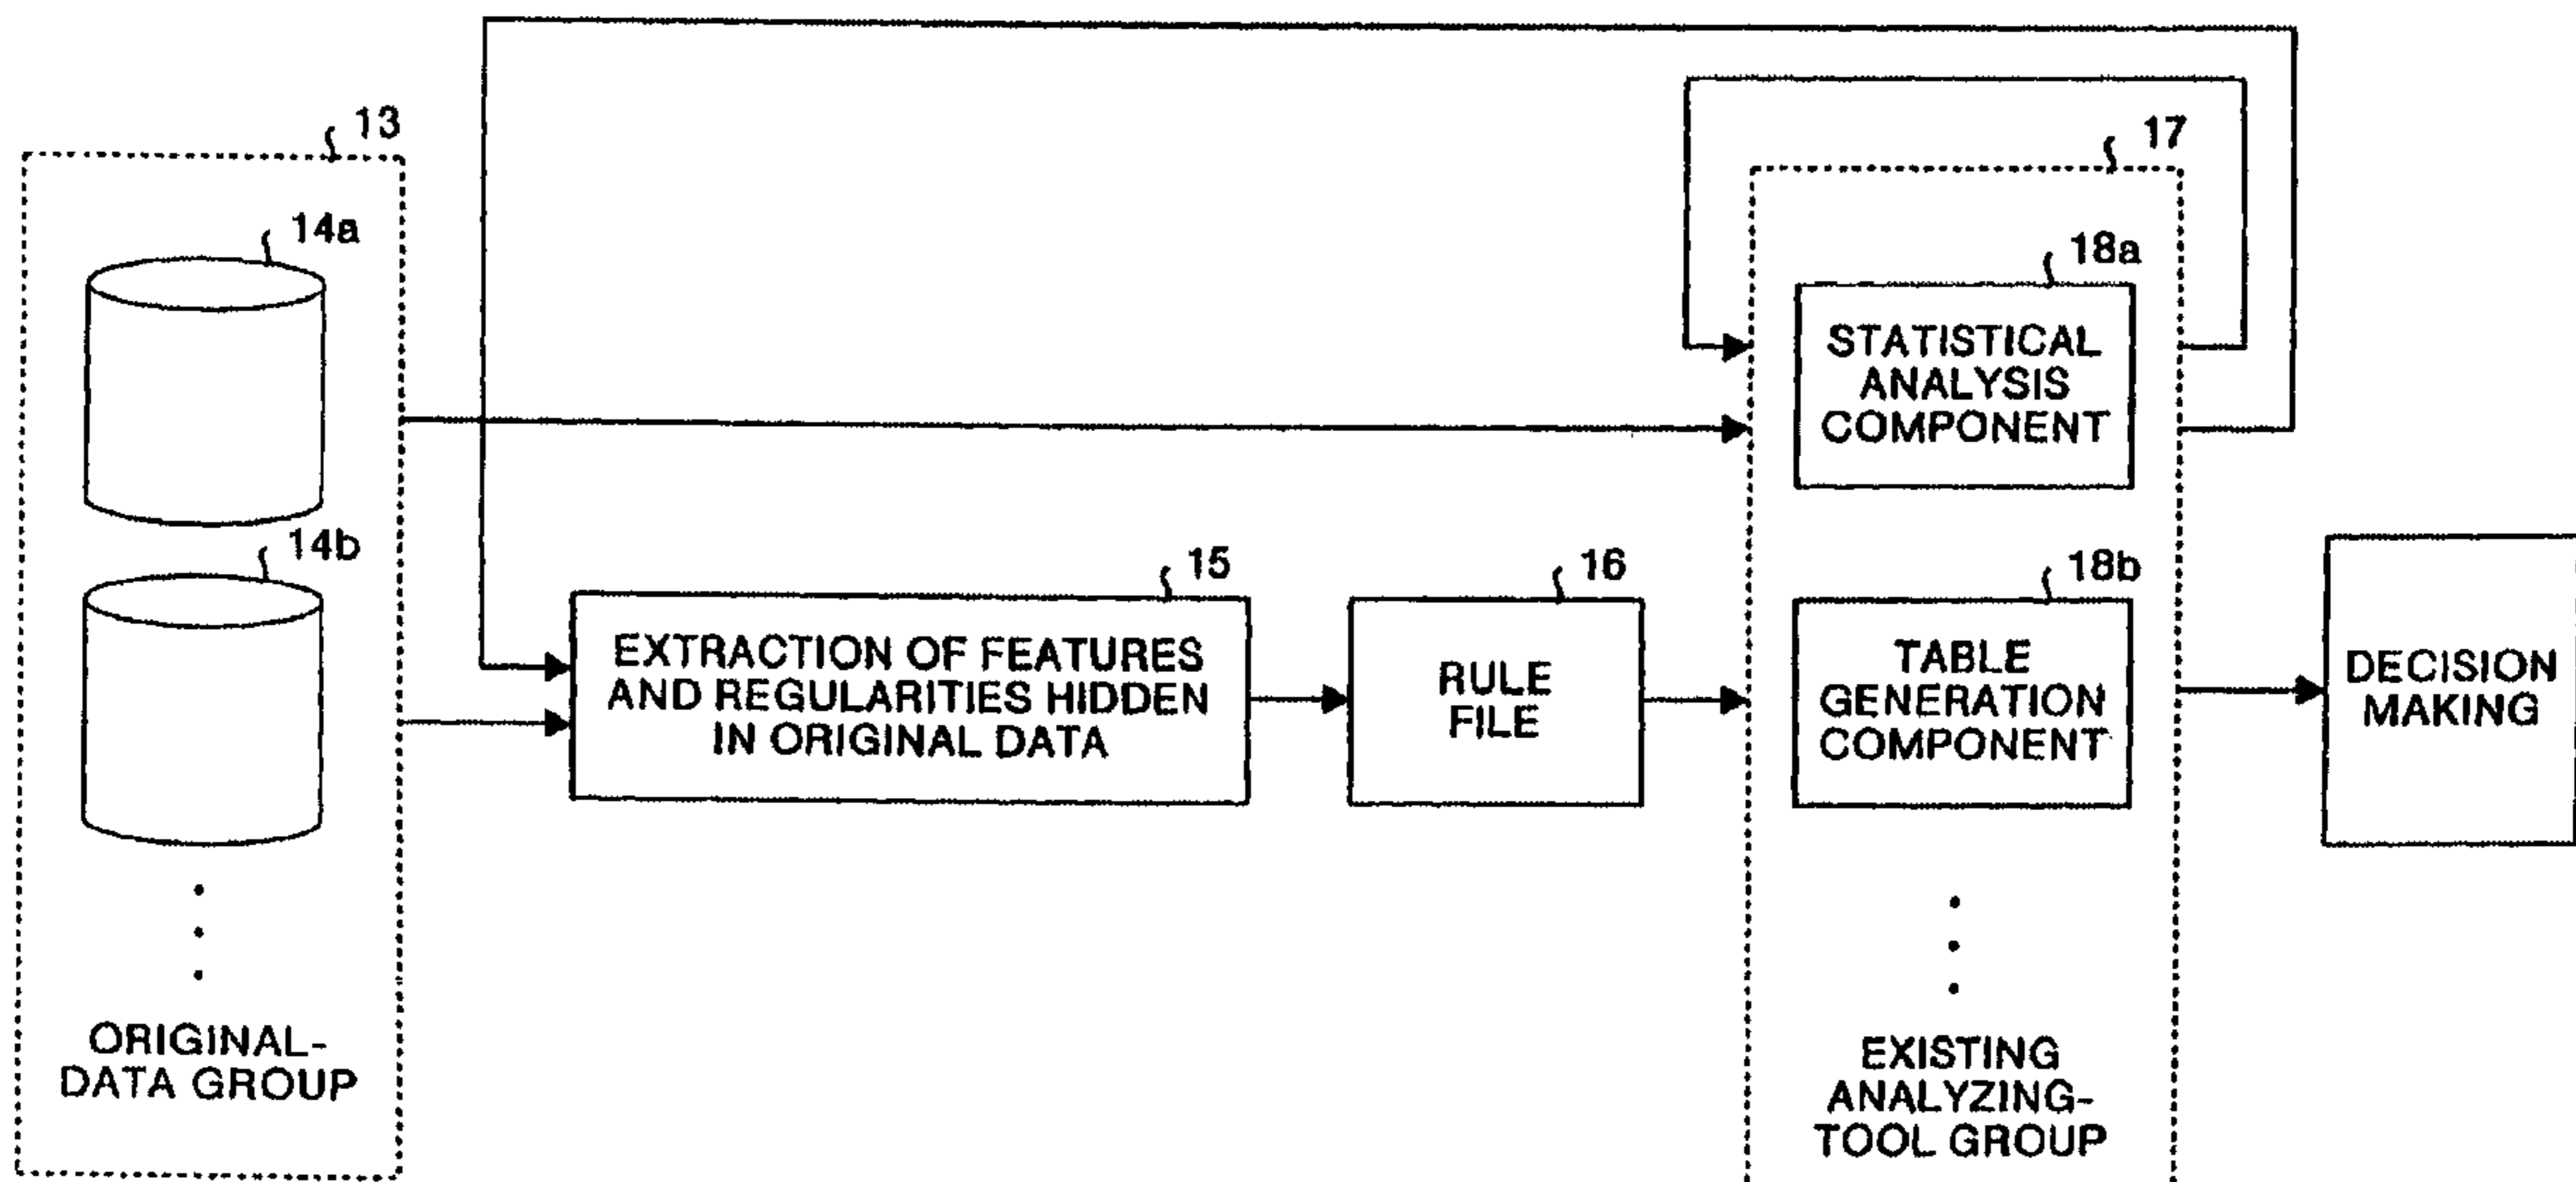 13
14a
14b
ORIGINAL-
DATA GROUP
15
EXTRACTION OF FEATURES
AND REGULARITIES HIDDEN
IN ORIGINAL DATA
16
RULE
FILE
17
18a
STATISTICAL
ANALYSIS
COMPONENT
18b
TABLE
GENERATION
COMPONENT
EXISTING
ANALYZING-
TOOL GROUP
DECISION
MAKING